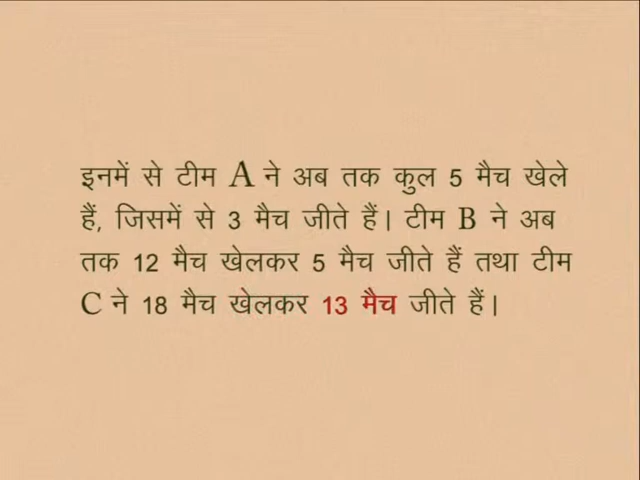 इनमें से टीम A ने अब तक कुल 5 मैच खेले
हैं, जिसमें से 3 मैच जीते हैं। टीम B ने अब
तक 12 मैच खेलकर 5 मैच जीते हैं तथा टीम
C ने 18 मैच खेलकर 13 मैच जीते हैं।